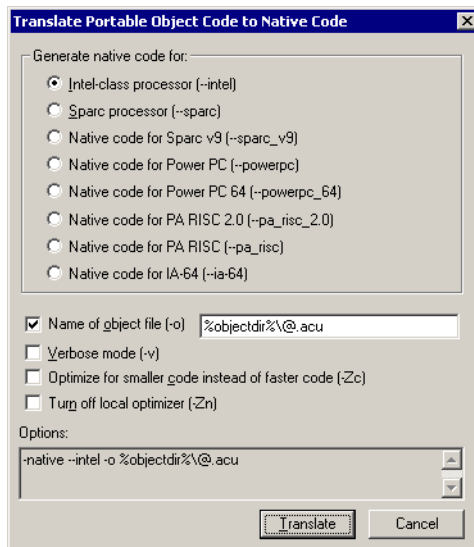 Translate Portable Object Code to Native Code
Generate native code for:
Intel-class processor (--intel)
Sparc processor (--sparc)
Native code for Sparc v9 (--sparc_v9)
Native code for Power PC (--powerpc)
Native code for Power PC 64 (--powerpc_64)
Native code for PA RISC 2.0 (--pa_risc_2.0)
Native code for PA RISC (--pa_risc)
Native code for IA-64 (--ia-64)
Name of object file (-o) %objectdir%\@.acu
Verbose mode (-v)
Optimize for smaller code instead of faster code (-Zc)
Turn off local optimizer (-Zn)
Options:
-native --intel -o %objectdir%\@.acu
Translate Cancel